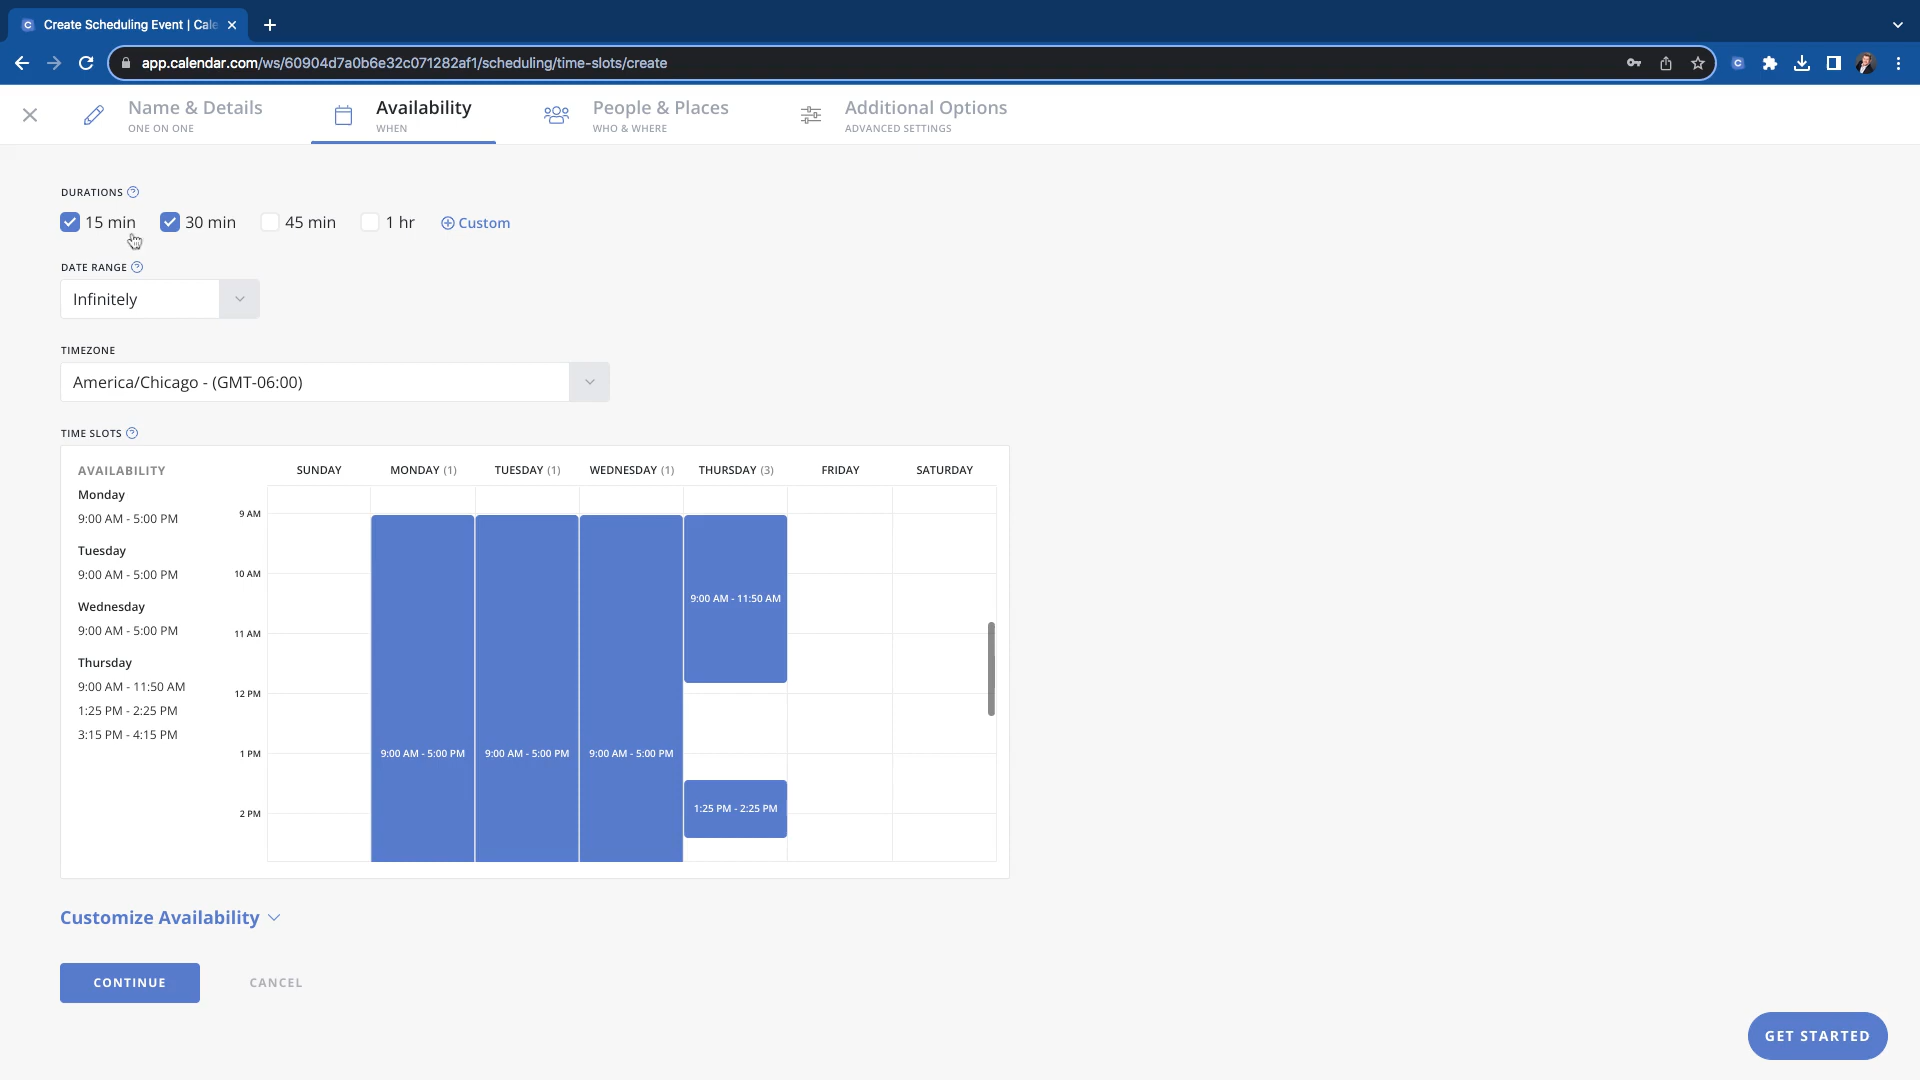 Create Scheduling Event | Cale
app.calendar.com/ws/60904d7a0b6e32c071282af1/scheduling/time-slots/create
Name & Details
ONE ON ONE
Availability
WHEN
People & Places
WHO & WHERE
Additional Options
ADVANCED SETTINGS
DURATIONS
15 min 30 min 45 min 1 hr Custom
DATE RANGE
Infinitely
TIMEZONE
America/Chicago - (GMT-06:00)
TIME SLOTS
AVAILABILITY
Monday
9:00 AM - 5:00 PM
Tuesday
9:00 AM - 5:00 PM
Wednesday
9:00 AM - 5:00 PM
Thursday
9:00 AM - 11:50 AM
1:25 PM - 2:25 PM
3:15 PM - 4:15 PM
SUNDAY MONDAY (1) TUESDAY (1) WEDNESDAY (1) THURSDAY (3) FRIDAY SATURDAY
9 AM
10 AM
9:00 AM - 11:50 AM
11 AM
12 PM
1 PM 9:00 AM - 5:00 PM 9:00 AM - 5:00 PM 9:00 AM - 5:00 PM
1:25 PM - 2:25 PM
2 PM
Customize Availability
CONTINUE CANCEL
GET STARTED